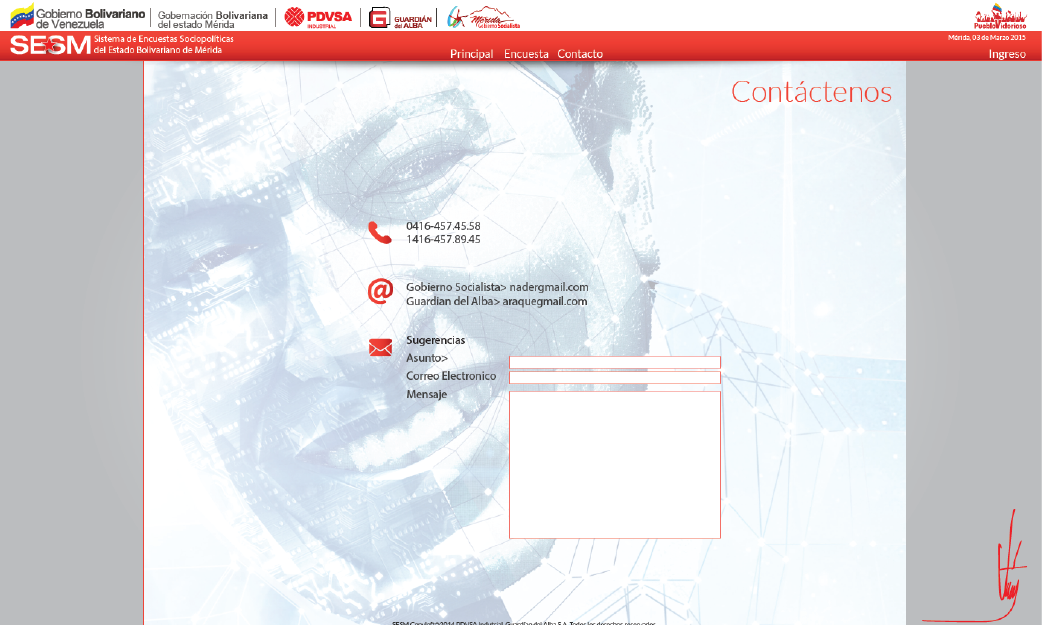 Gobierno Bolivariano
de Venezuela
Gobernación Bolivariana
del estado Mérida
PDVSA
INDUSTRIAL
G
GUARDIÁN
del ALBA
Mérida
Gobierno Socialista
Pueblo Victorioso
SESM
Sistema de Encuestas Sociopolíticas
del Estado Bolivariano de Mérida
Mérida, 03 de Marzo 2015
Principal Encuesta Contacto
Ingreso
Contáctenos
0416-457.45.58
1416-457.89.45
@
Gobierno Socialista> nadergmail.com
Guardian del Alba> araquegmail.com
Sugerencias
Asunto>
Correo Electronico
Mensaje